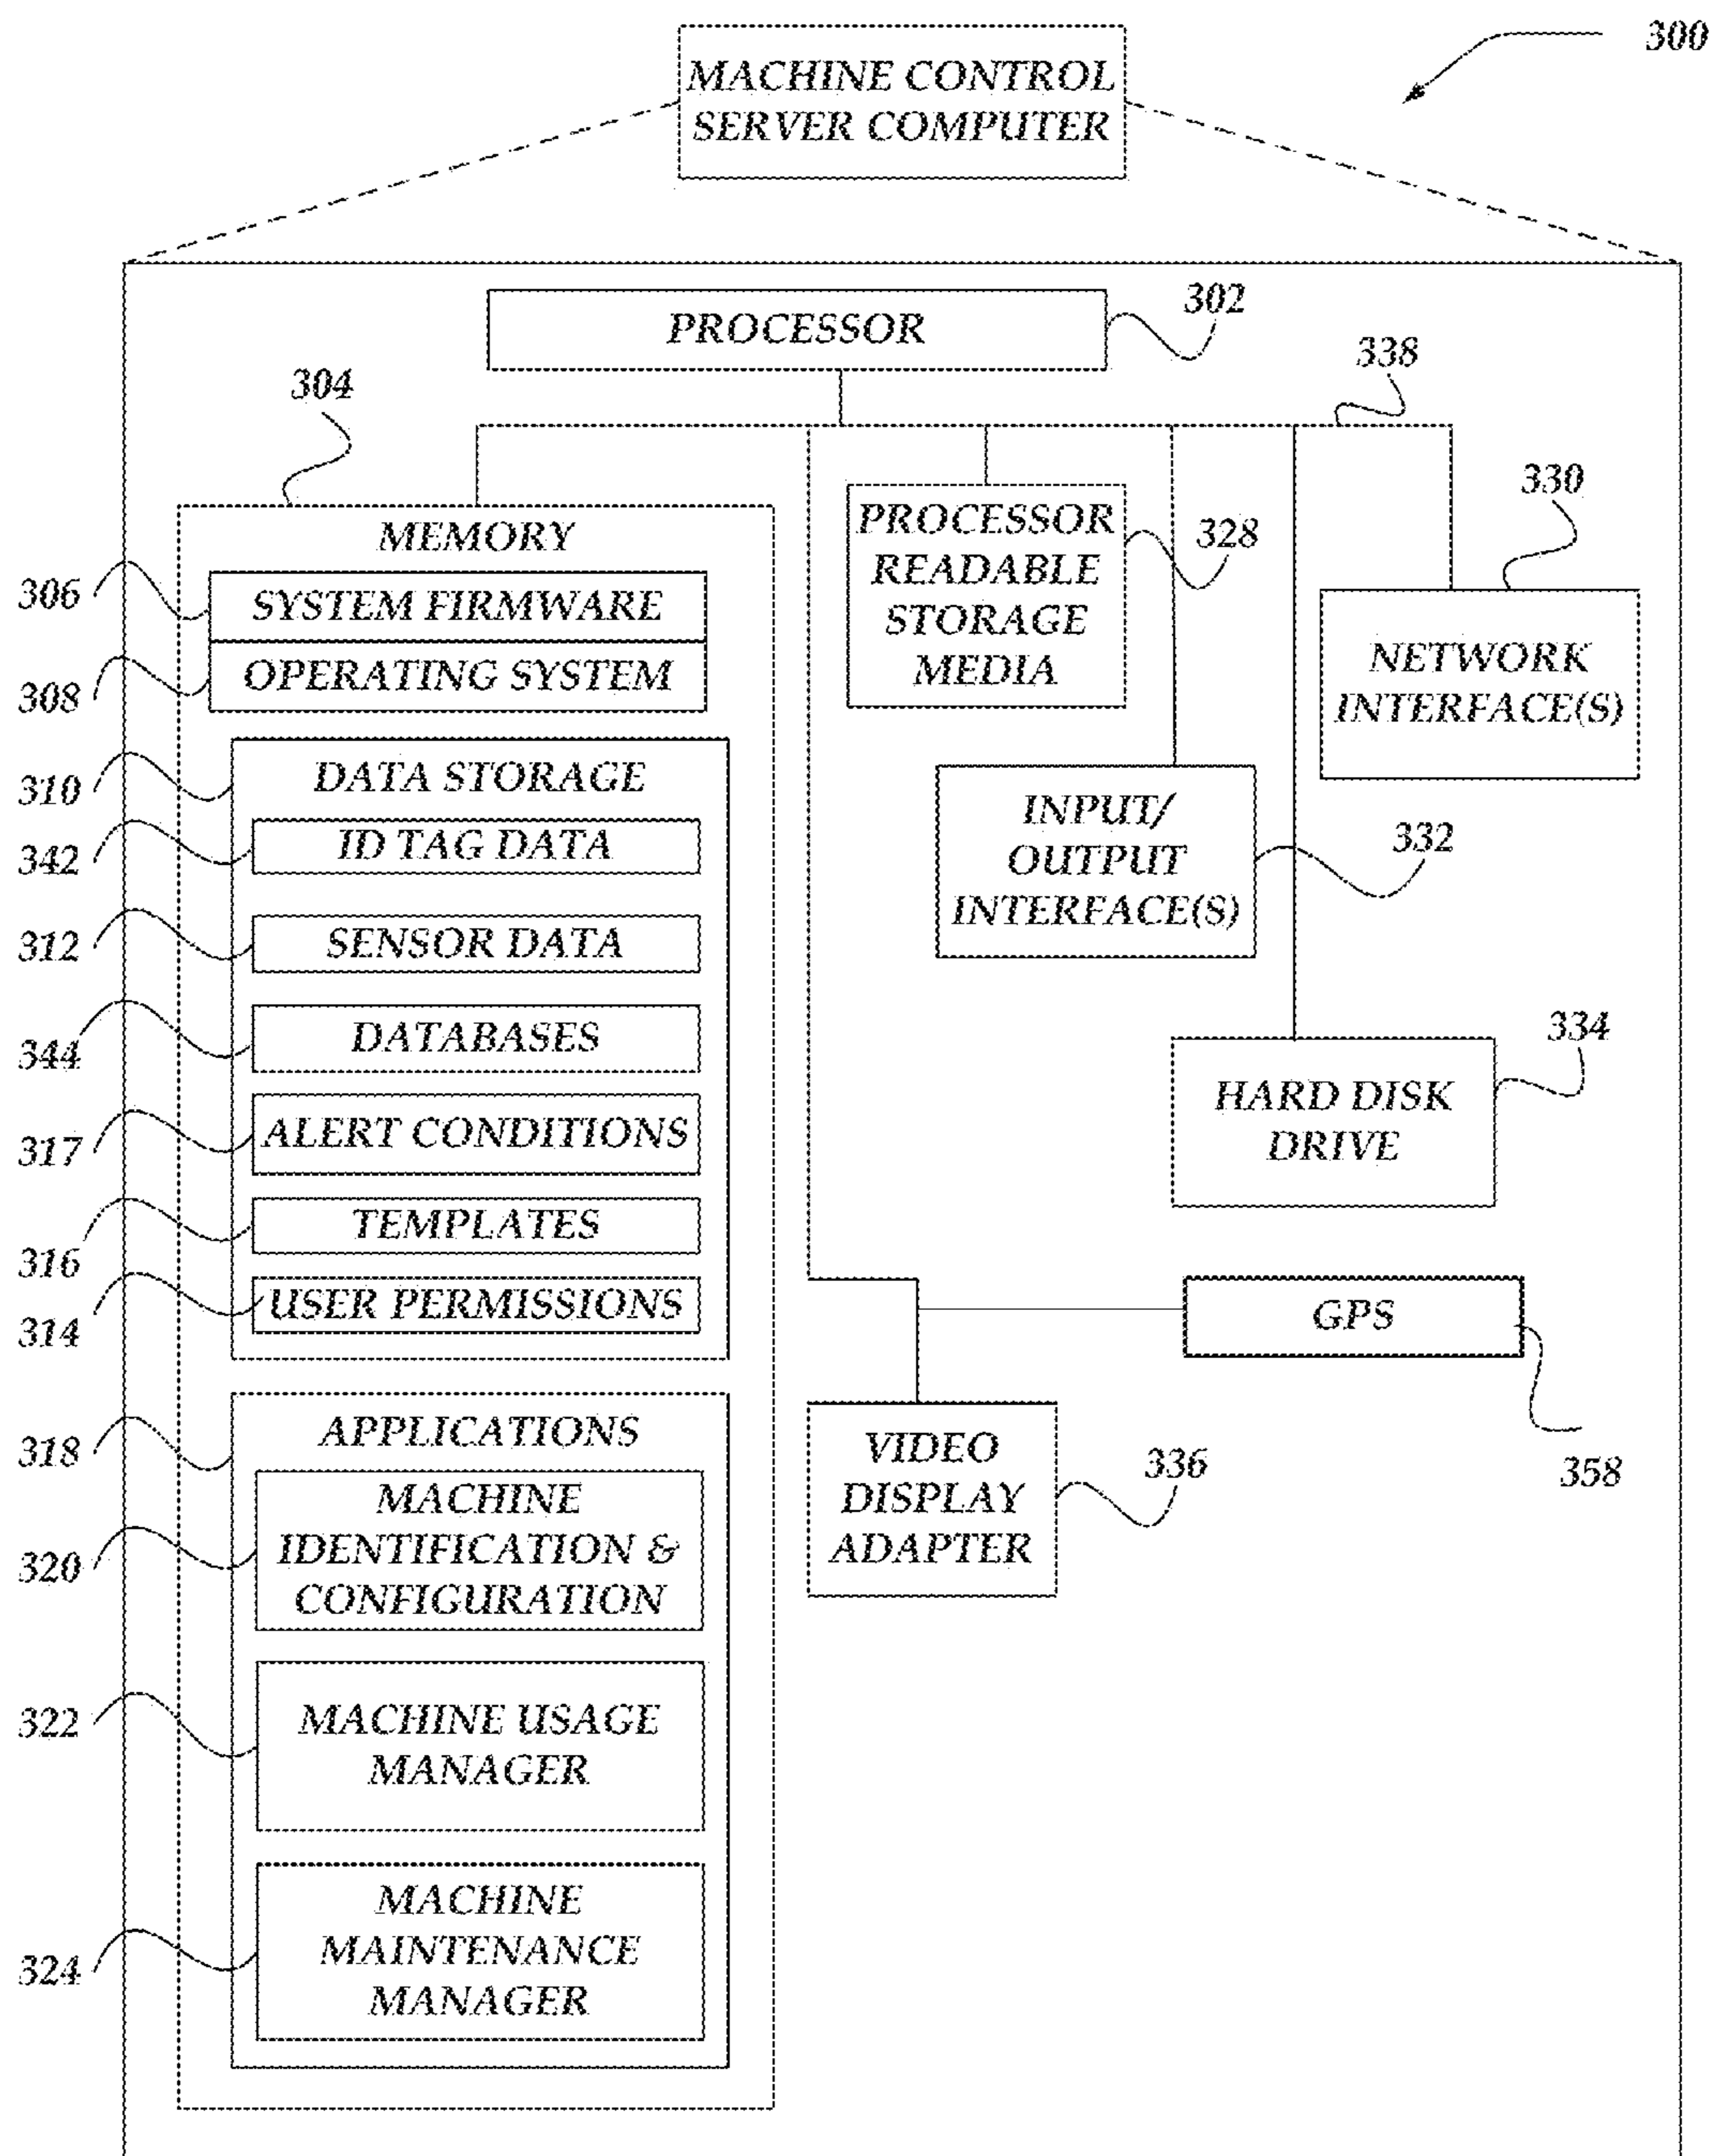 300
MACHINE CONTROL
SERVER COMPUTER
PROCESSOR
302
338
304
MEMORY
306
SYSTEM FIRMWARE
308
OPERATING SYSTEM
310
DATA STORAGE
342
ID TAG DATA
312
SENSOR DATA
344
DATABASES
317
ALERT CONDITIONS
316
TEMPLATES
314
USER PERMISSIONS
318
APPLICATIONS
320
MACHINE
IDENTIFICATION &
CONFIGURATION
322
MACHINE USAGE
MANAGER
324
MACHINE
MAINTENANCE
MANAGER
PROCESSOR
READABLE
STORAGE
MEDIA
328
330
NETWORK
INTERFACE(S)
INPUT/
OUTPUT
INTERFACE(S)
332
334
HARD DISK
DRIVE
GPS
358
VIDEO
DISPLAY
ADAPTER
336